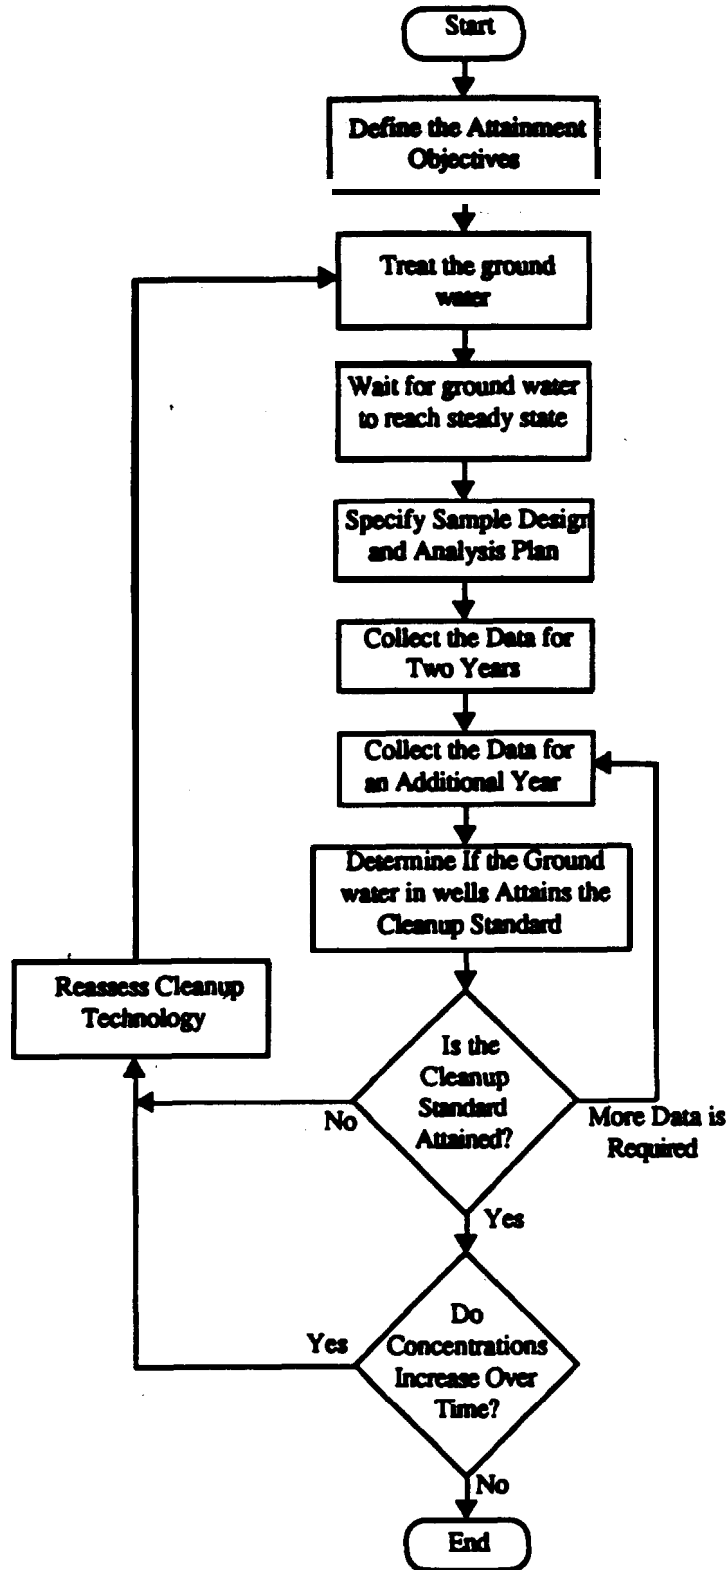 Start
Define the Attainment
Objectives
Treat the ground
water
Wait for ground water
to reach steady state
Specify Sample Design
and Analysis Plan
Collect the Data for
Two Years
Collect the Data for
an Additional Year
Determine If the Ground
water in wells Attains the
Cleanup Standard
Reassess Cleanup
Technology
Is the
Cleanup
Standard
Attained?
No
More Data is
Required
Yes
Do
Concentrations
Increase Over
Time?
Yes
No
End